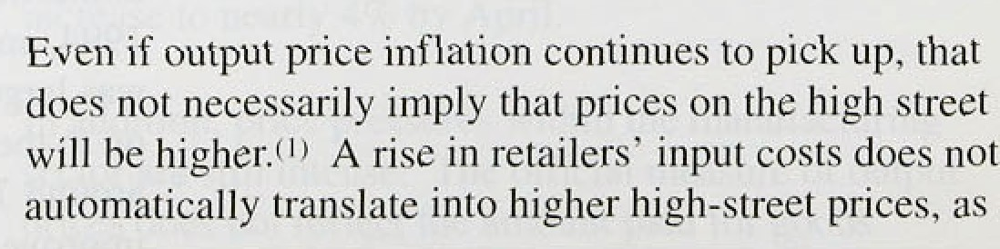 Even if output price inflation continues to pick up, that
does not necessarily imply that prices on the high street
will be higher.(1) A rise in retailers’ input costs does not
automatically translate into higher high-street prices, as